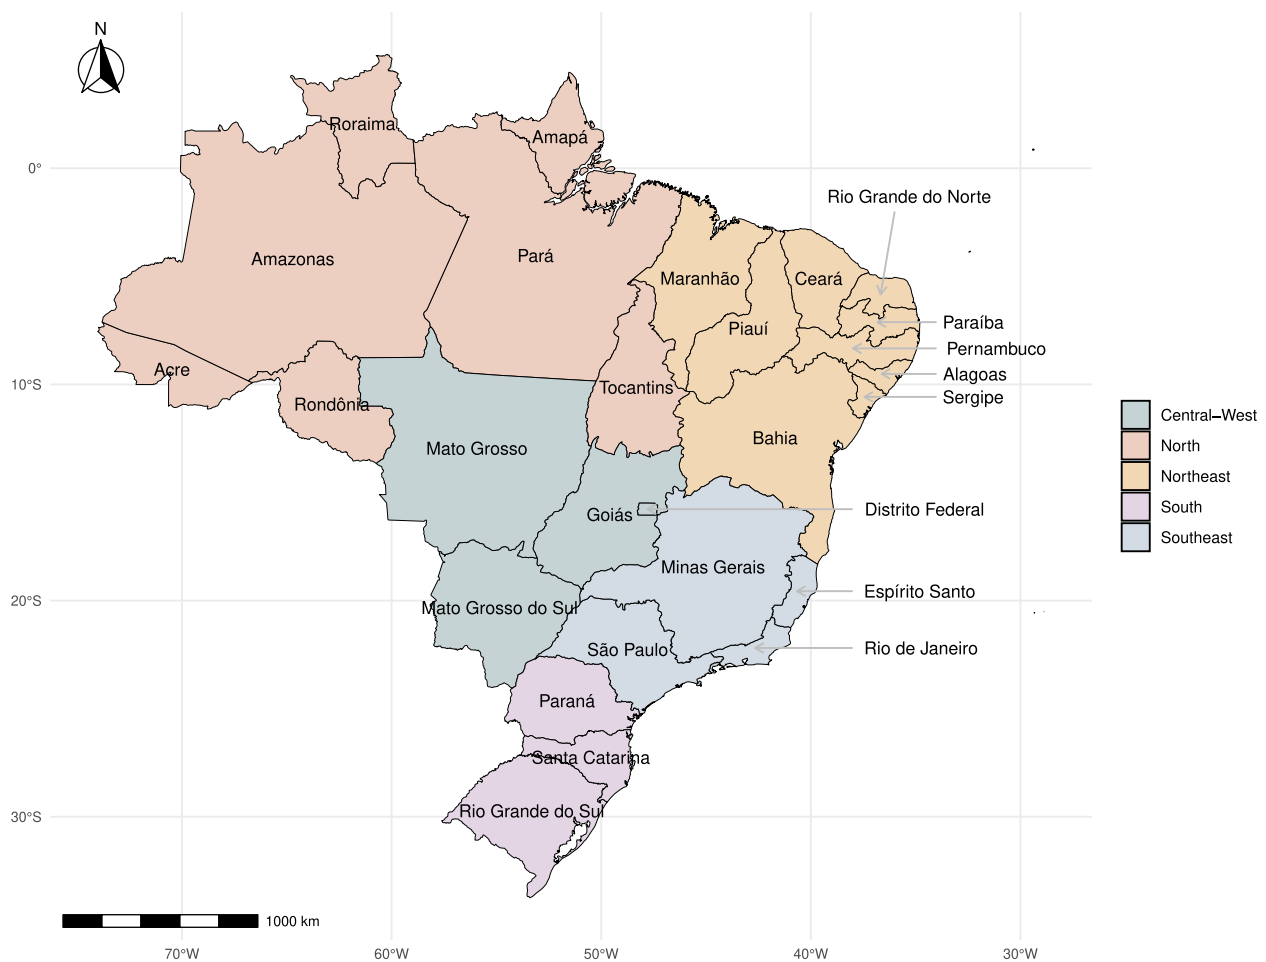 N
Roraima
Amapá
0°
Rio Grande do Norte
Amazonas
Pará
Maranhão
Ceará
Piauí
Paraíba
Pernambuco
Acre
Alagoas
10°S
Tocantins
Sergipe
Rondônia
Central–West
Bahia
North
Mato Grosso
Northeast
South
Distrito Federal
Goiás
Southeast
Minas Gerais
Espírito Santo
20°S
Mato Grosso do Sul
São Paulo
Rio de Janeiro
Paraná
Santa Catarina
Rio Grande do Sul
30°S
1000 km
70°W
60°W
50°W
40°W
30°W